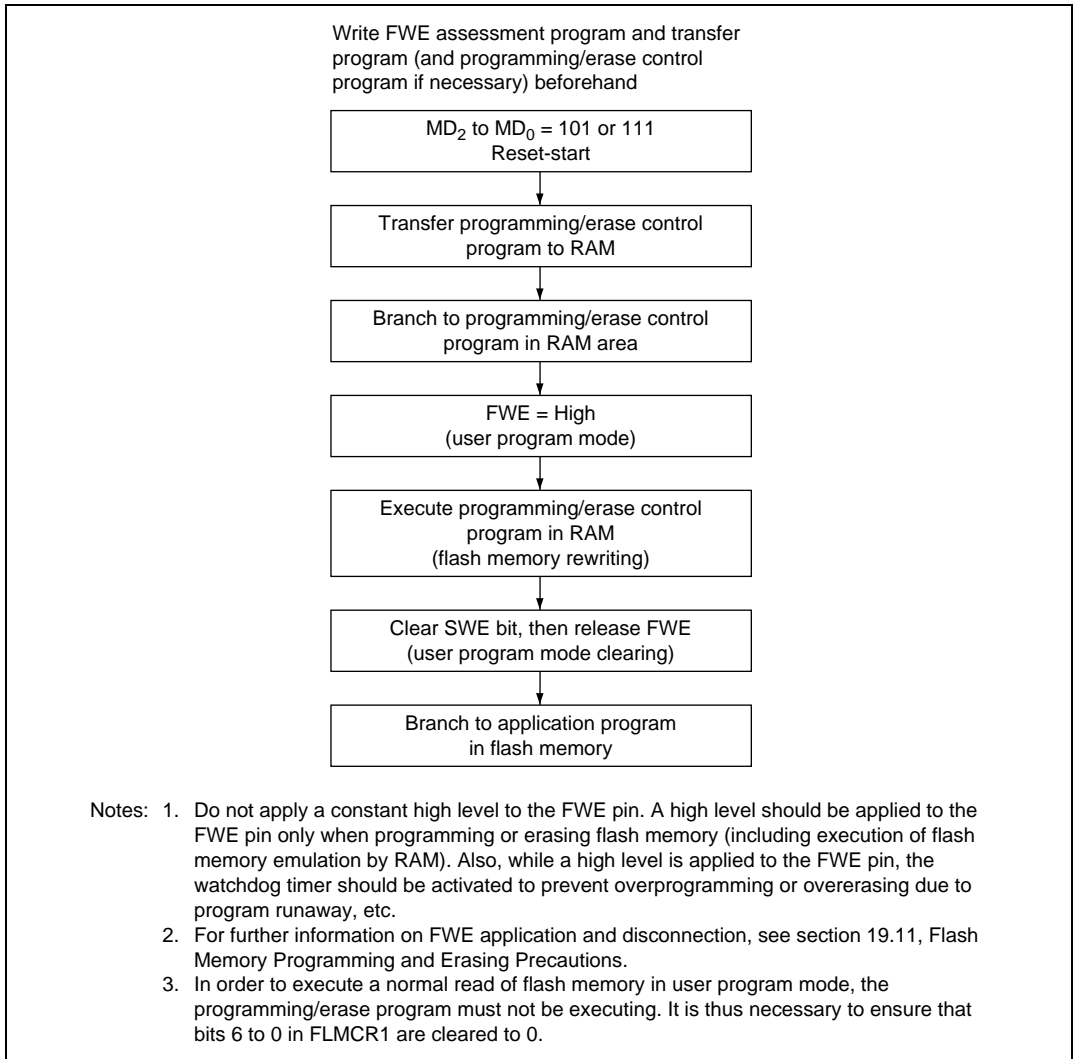 Write FWE assessment program and transfer
program (and programming/erase control
program if necessary) beforehand
MD2 to MD0 = 101 or 111
Reset-start
Transfer programming/erase control
program to RAM
Branch to programming/erase control
program in RAM area
FWE = High
(user program mode)
Execute programming/erase control
program in RAM
(flash memory rewriting)
Clear SWE bit, then release FWE
(user program mode clearing)
Branch to application program
in flash memory
Notes: 1. Do not apply a constant high level to the FWE pin. A high level should be applied to the
FWE pin only when programming or erasing flash memory (including execution of flash
memory emulation by RAM). Also, while a high level is applied to the FWE pin, the
watchdog timer should be activated to prevent overprogramming or overerasing due to
program runaway, etc.
2. For further information on FWE application and disconnection, see section 19.11, Flash
Memory Programming and Erasing Precautions.
3. In order to execute a normal read of flash memory in user program mode, the
programming/erase program must not be executing. It is thus necessary to ensure that
bits 6 to 0 in FLMCR1 are cleared to 0.